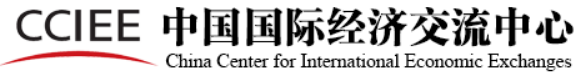 CCIEE 中国国际经济交流中心
China Center for International Economic Exchanges